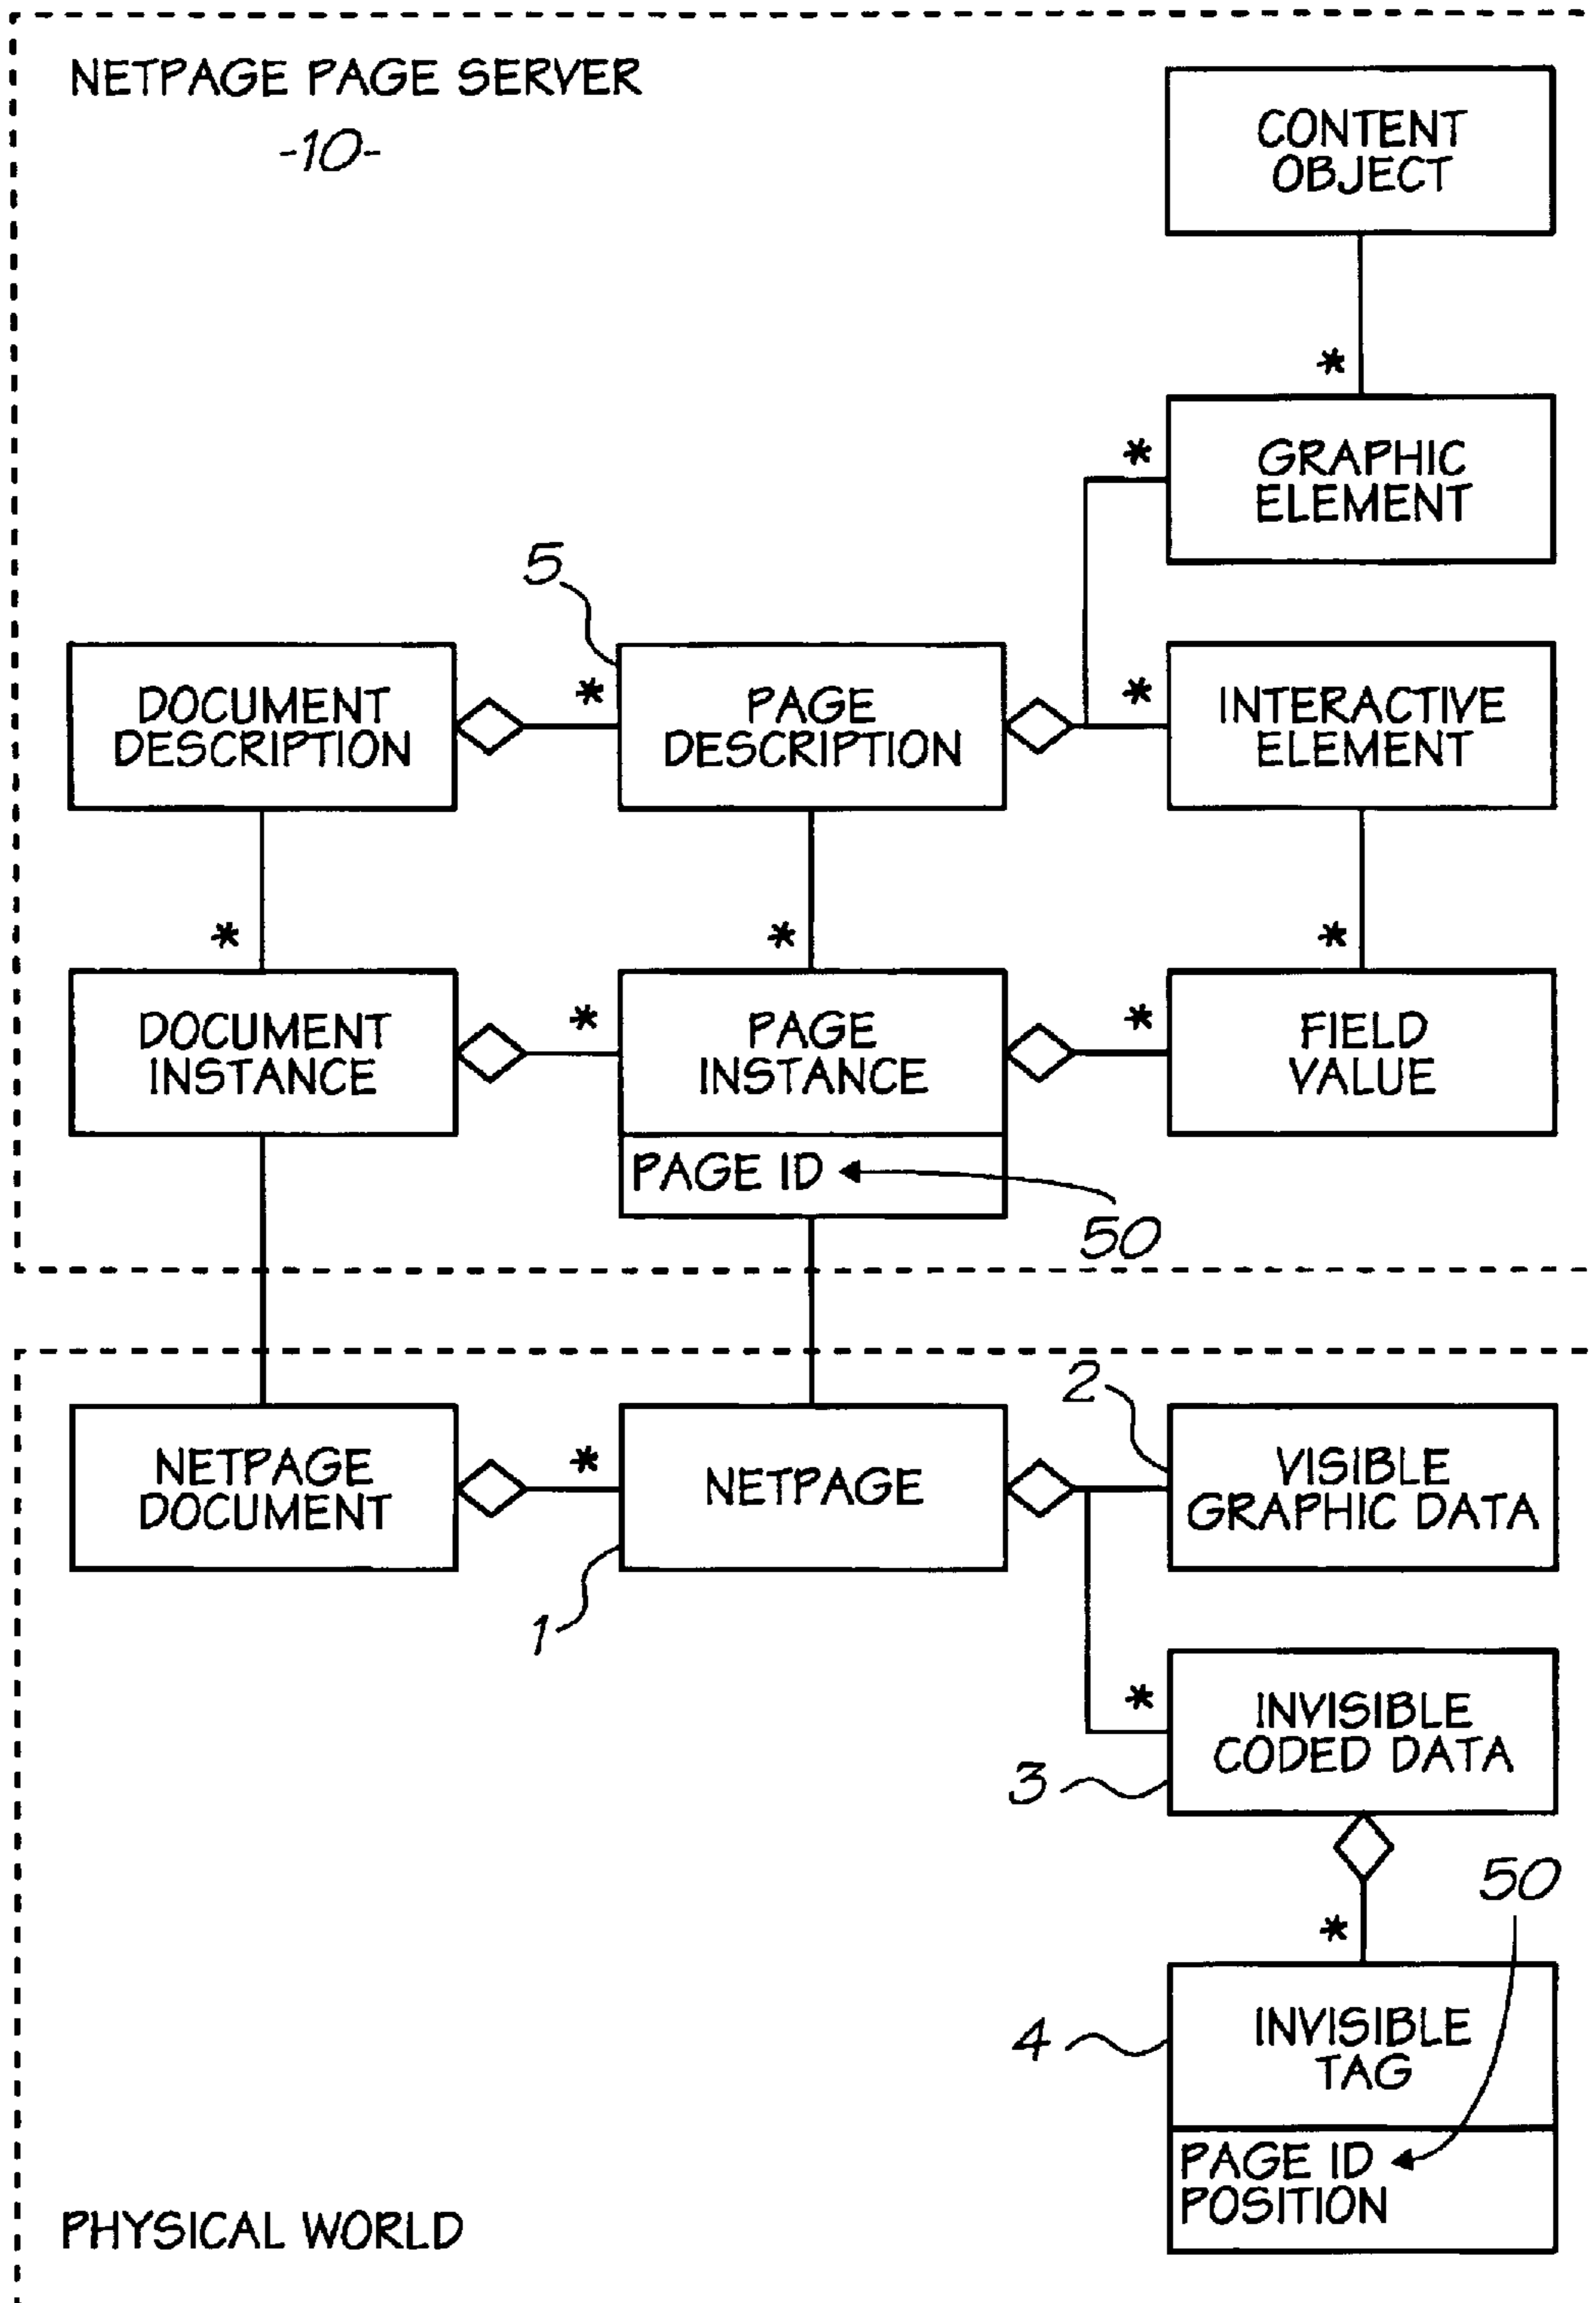 NETPAGE PAGE SERVER
-10-
CONTENT
OBJECT
*
*
GRAPHIC
ELEMENT
5
DOCUMENT
DESCRIPTION
*
PAGE
DESCRIPTION
*
INTERACTIVE
ELEMENT
*
*
*
DOCUMENT
INSTANCE
*
PAGE
INSTANCE
*
FIELD
VALUE
PAGE ID
50
NETPAGE
DOCUMENT
*
NETPAGE
1
2
VISIBLE
GRAPHIC DATA
*
INVISIBLE
CODED DATA
3
50
*
4
INVISIBLE
TAG
PAGE ID
POSITION
PHYSICAL WORLD